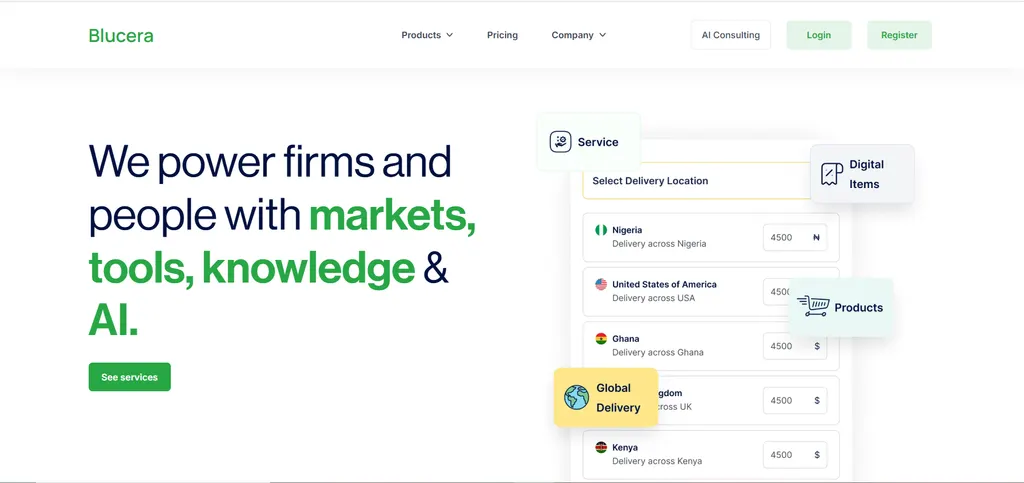 Blucera
Products
Pricing
Company
AI Consulting
Login
Register
We power firms and
people with markets,
tools, knowledge &
AI.
See services
Service
Digital
Items
Select Delivery Location
Nigeria
Delivery across Nigeria
4500 ₦
United States of America
Delivery across USA
Products
Ghana
Delivery across Ghana
4500 $
Global
Delivery
UK
4500 $
Kenya
Delivery across Kenya
4500 $